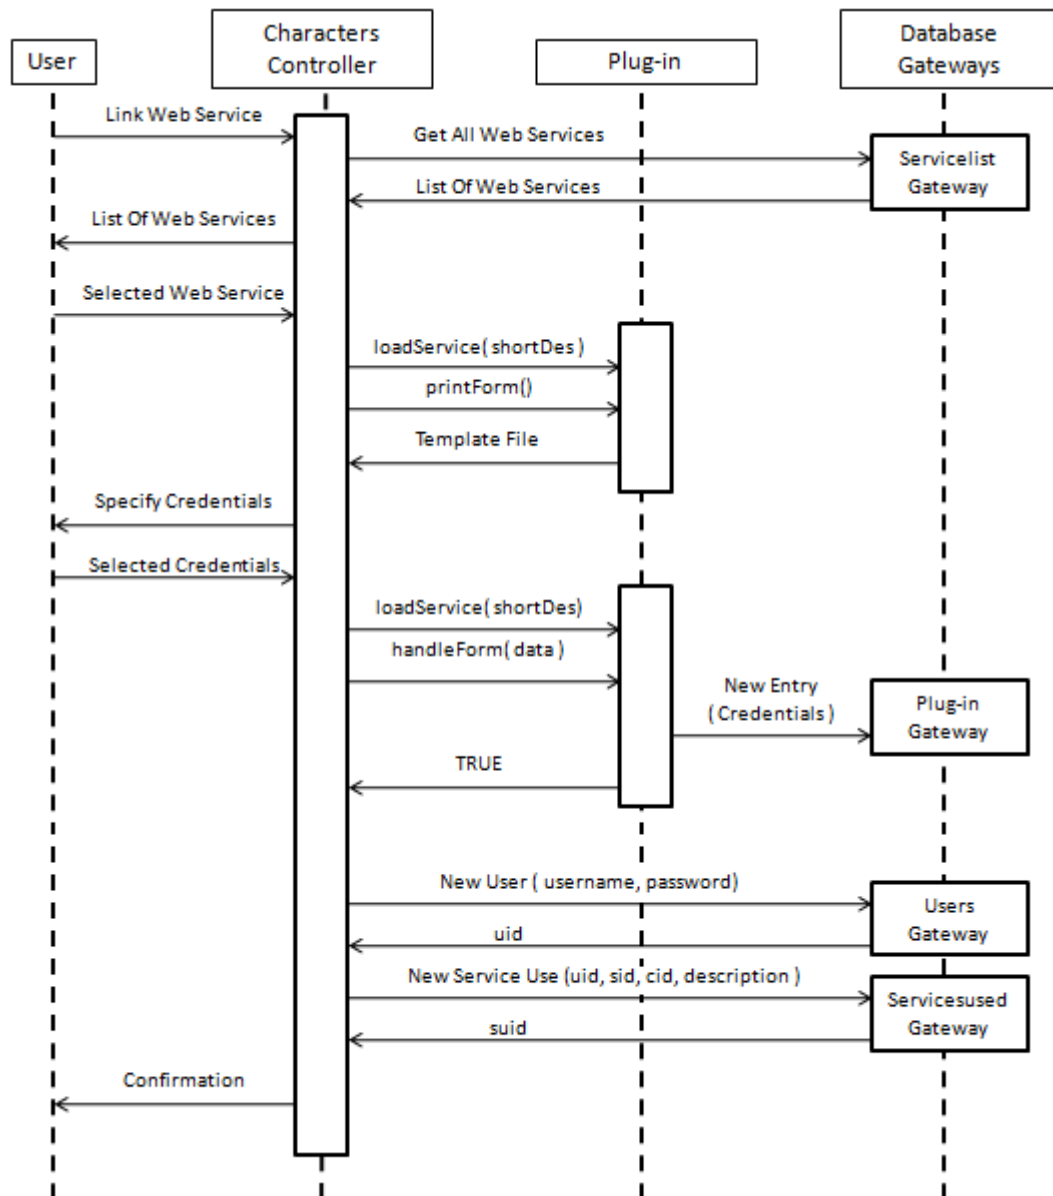 User
Characters
Controller
Plug-in
Database
Gateways
Link Web Service
Get All Web Services
Servicelist
Gateway
List Of Web Services
List Of Web Services
Selected Web Service
loadService( shortDes )
printForm()
Template File
Specify Credentials
Selected Credentials
loadService( shortDes)
handleForm( data )
New Entry
( Credentials )
Plug-in
Gateway
TRUE
New User ( username, password)
Users
Gateway
uid
New Service Use (uid, sid, cid, description )
Servicesused
Gateway
suid
Confirmation